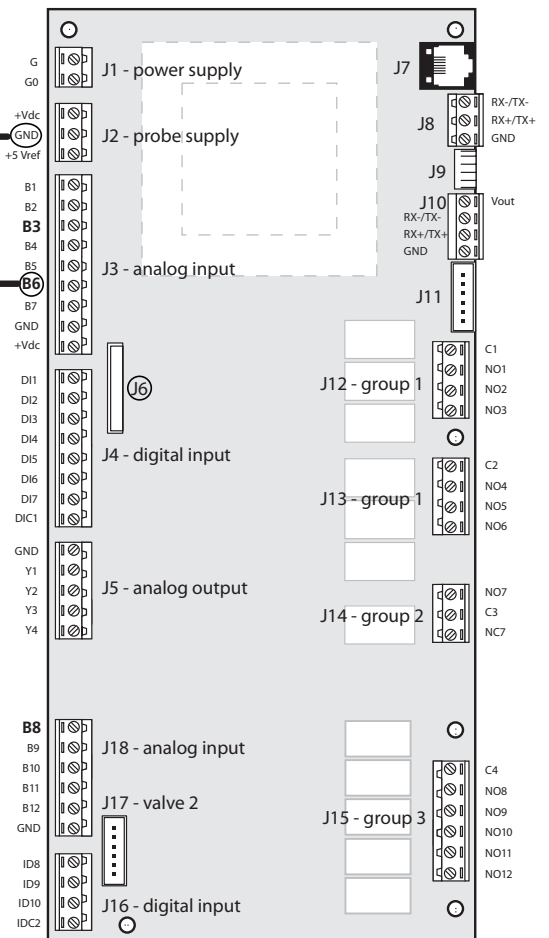 G
G0
J1 - power supply
+Vdc
GND
+5 Vref
J2 - probe supply
B1
B2
B3
B4
B5
B6
B7
GND
+Vdc
J3 - analog input
J6
DI1
DI2
DI3
DI4
DI5
DI6
DI7
DIC1
J4 - digital input
GND
Y1
Y2
Y3
Y4
J5 - analog output
B8
B9
B10
B11
B12
GND
J18 - analog input
J17 - valve 2
ID8
ID9
ID10
IDC2
J16 - digital input
J7
J8
RX-/TX-
RX+/TX+
GND
J9
J10
Vout
RX-/TX-
RX+/TX+
GND
J11
J12 - group 1
C1
NO1
NO2
NO3
J13 - group 1
C2
NO4
NO5
NO6
J14 - group 2
NO7
C3
NC7
J15 - group 3
C4
NO8
NO9
NO10
NO11
NO12